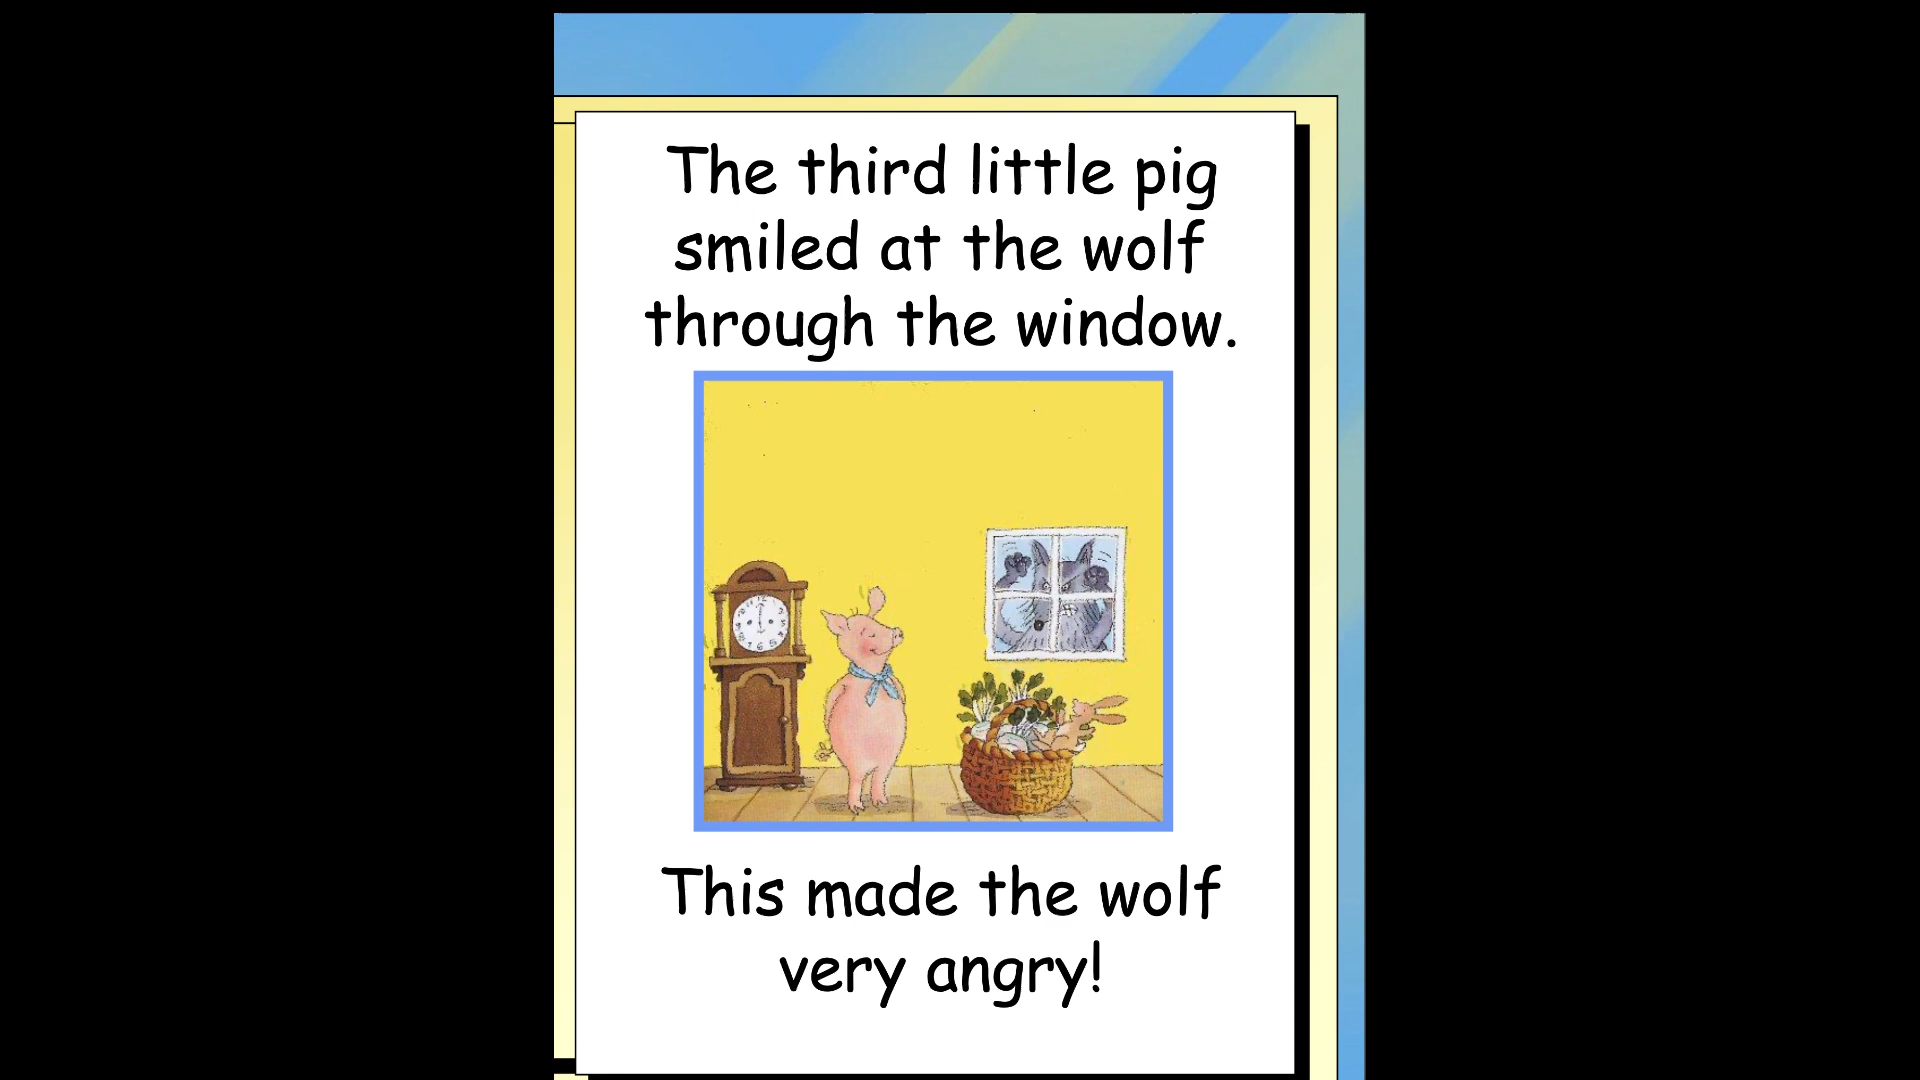 The third little pig
smiled at the wolf
through the window.
This made the wolf
very angry!